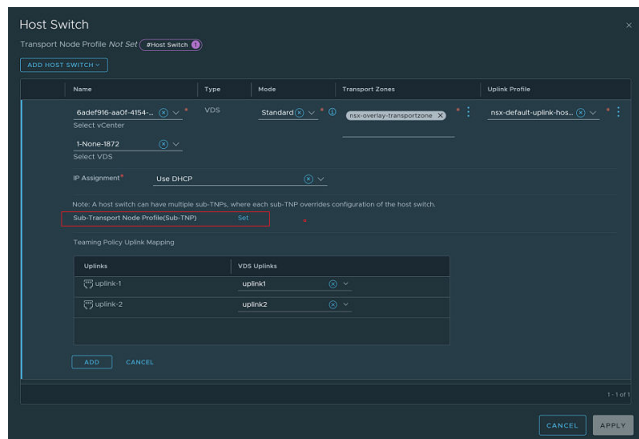 Host Switch
Transport Node Profile Not Set #Host Switch 1
ADD HOST SWITCH
Name Type Mode Transport Zones Uplink Profile
6adef916-aa0f-4154-... * VDS Standard * nsx-overlay-transportzone X * nsx-default-uplink-hos... *
Select vCenter
1-None-1872
Select VDS
IP Assignment* Use DHCP
Note: A host switch can have multiple sub-TNPs, where each sub-TNP overrides configuration of the host switch.
Sub-Transport Node Profile(Sub-TNP) Set
Teaming Policy Uplink Mapping
Uplinks VDS Uplinks
uplink-1 uplink1
uplink-2 uplink2
ADD CANCEL
1 - 1 of 1
CANCEL APPLY